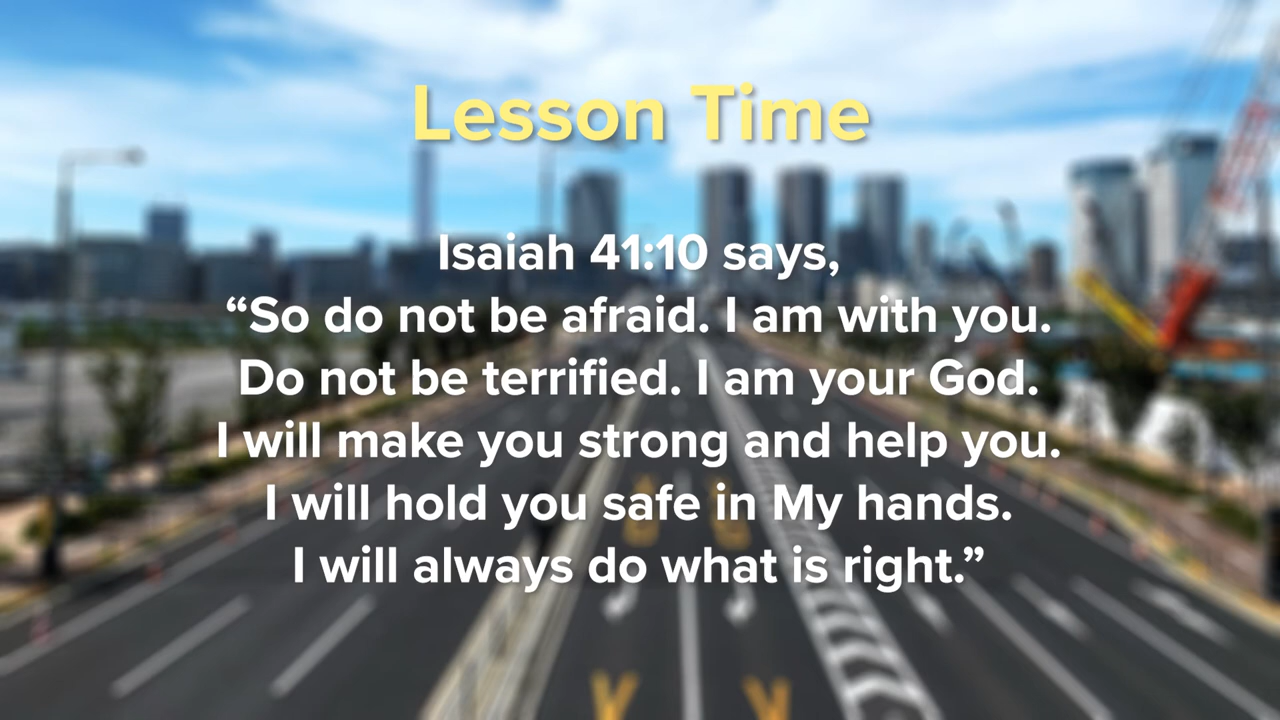 Lesson Time
Isaiah 41:10 says,
“So do not be afraid. I am with you.
Do not be terrified. I am your God.
I will make you strong and help you.
I will hold you safe in My hands.
I will always do what is right.”